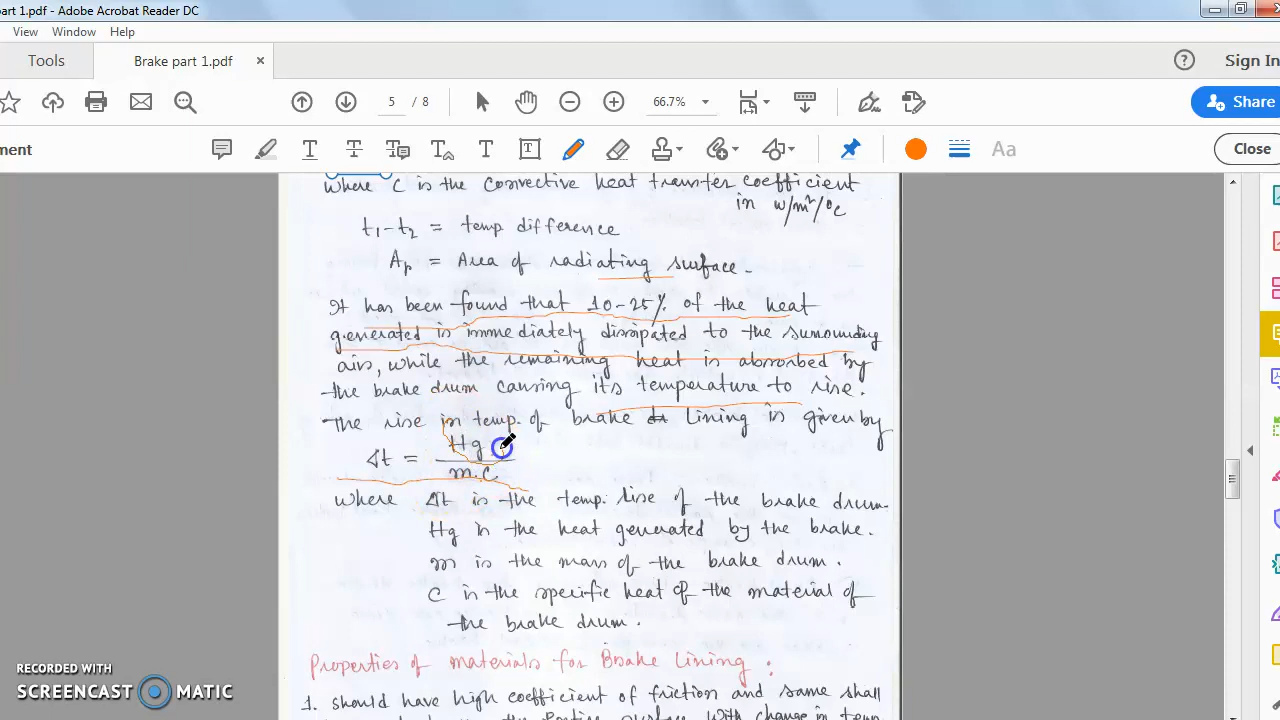 art 1.pdf - Adobe Acrobat Reader DC
View Window Help
Tools Brake part 1.pdf × ? Sign In
5 / 8 66.7% Share
ment Aa Close
where C is the convective heat transfer coefficient
in W/m²/°C
t1-t2 = temp difference
Ap = Area of radiating surface.
It has been found that 10-25% of the heat
generated is immediately dissipated to the surrounding
air, while the remaining heat is absorbed by
the brake drum causing its temperature to rise.
The rise in temp. of brake lining is given by
Δt = Hg / m.C
where Δt is the temp. rise of the brake drum
Hg is the heat generated by the brake.
m is the mass of the brake drum.
C is the specific heat of the material of
the brake drum.
Properties of materials for Brake Lining.
1. should have high coefficient of friction and same shall
RECORDED WITH
SCREENCAST MATIC